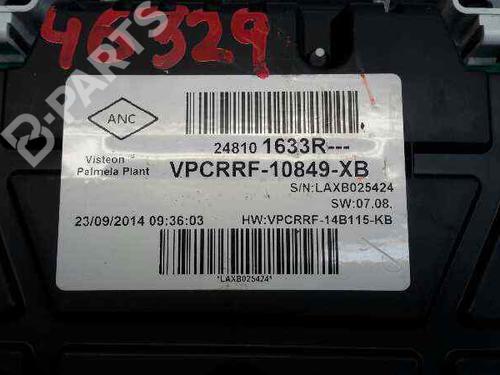 46329
B-PARTS
ANC
24810 1633R---
Visteon
Palmela Plant
VPCRRF-10849-XB
S/N:LAXB025424
SW:07.08.
23/09/2014 09:36:03
HW:VPCRRF-14B115-KB
*LAXB025424*